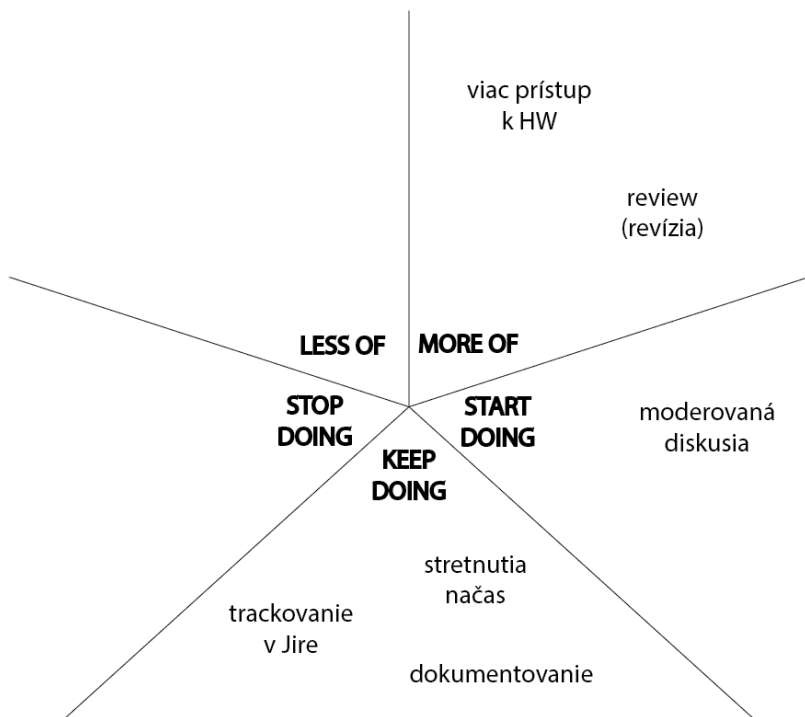 viac prístup
k HW
review
(revízia)
LESS OF
MORE OF
STOP
DOING
START
DOING
moderovaná
diskusia
KEEP
DOING
stretnutia
načas
trackovanie
v Jire
dokumentovanie